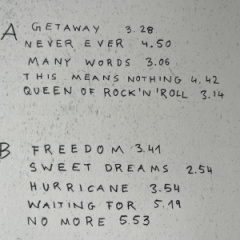 A GETAWAY 3.28
NEVER EVER 4.50
MANY WORDS 3.06
THIS MEANS NOTHING 4.42
QUEEN OF ROCK'N'ROLL 3.14
B FREEDOM 3.41
SWEET DREAMS 2.54
HURRICANE 3.54
WAITING FOR 5.19
NO MORE 5.53